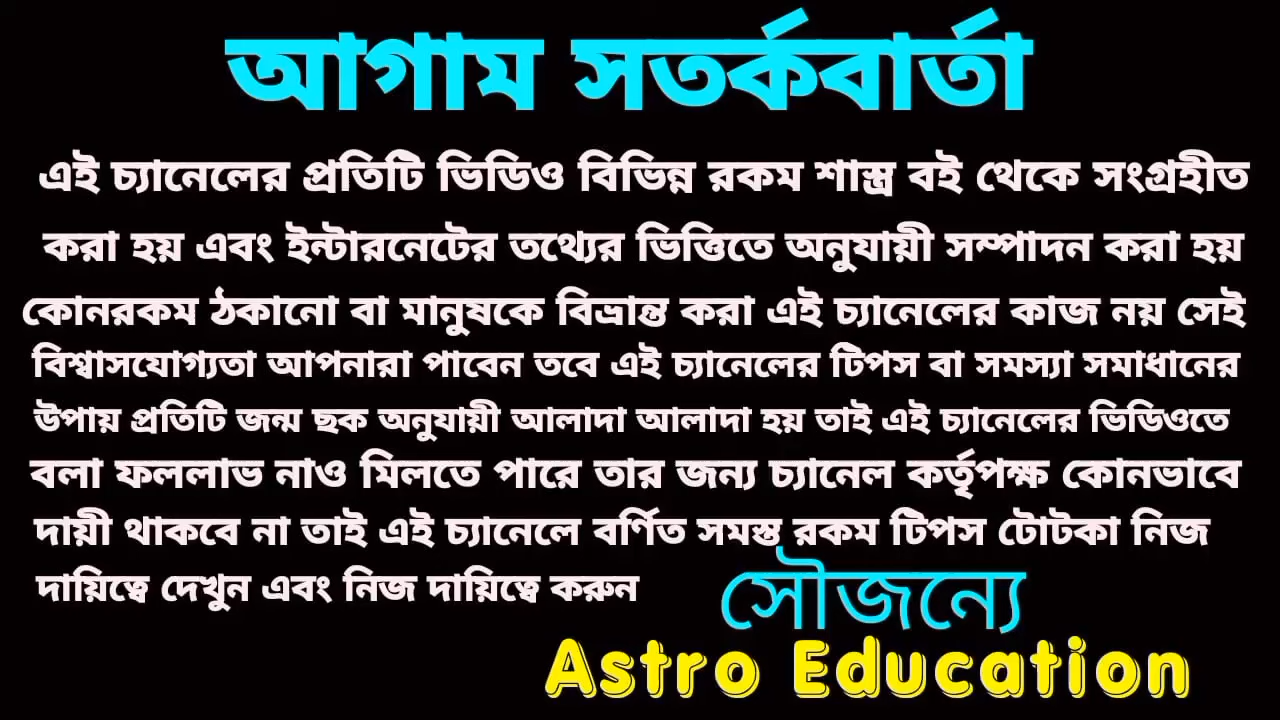 আগাম সতর্কবার্তা
এই চ্যানেলের প্রতিটি ভিডিও বিভিন্ন রকম শাস্ত্র বই থেকে সংগ্রহীত
করা হয় এবং ইন্টারনেটের তথ্যের ভিত্তিতে অনুযায়ী সম্পাদন করা হয়
কোনরকম ঠকানো বা মানুষকে বিভ্রান্ত করা এই চ্যানেলের কাজ নয় সেই
বিশ্বাসযোগ্যতা আপনারা পাবেন তবে এই চ্যানেলের টিপস বা সমস্যা সমাধানের
উপায় প্রতিটি জন্ম ছক অনুযায়ী আলাদা আলাদা হয় তাই এই চ্যানেলের ভিডিওতে
বলা ফললাভ নাও মিলতে পারে তার জন্য চ্যানেল কর্তৃপক্ষ কোনভাবে
দায়ী থাকবে না তাই এই চ্যানেলে বর্ণিত সমস্ত রকম টিপস টোটকা নিজ
দায়িত্বে দেখুন এবং নিজ দায়িত্বে করুন
সৌজন্যে
Astro Education